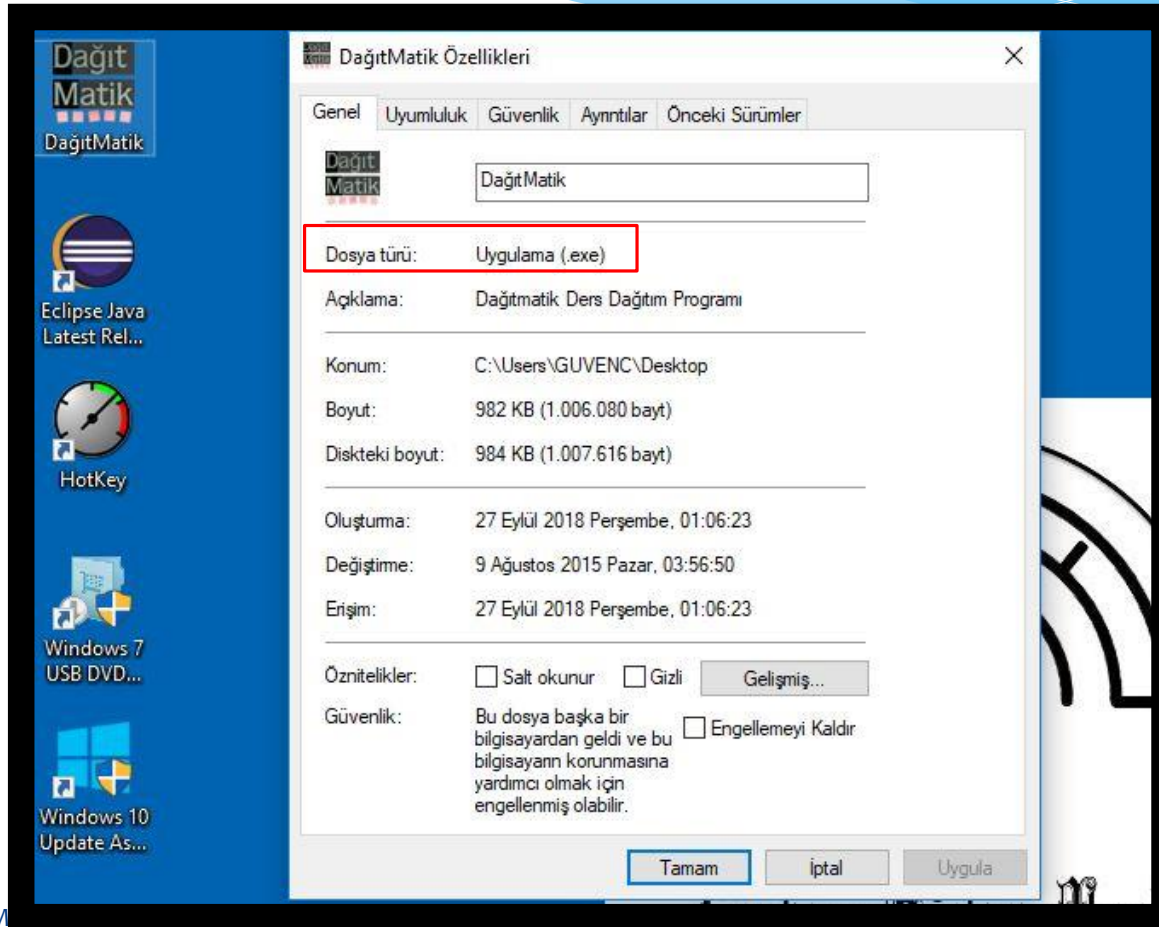 Dağıt
Matik
DağıtMatik
Eclipse Java
Latest Rel...
HotKey
Windows 7
USB DVD...
Windows 10
Update As...
DağıtMatik Özellikleri
Genel Uyumluluk Güvenlik Ayrıntılar Önceki Sürümler
Dağıt
Matik
DağıtMatik
Dosya türü: Uygulama (.exe)
Açıklama: Dağıtmatik Ders Dağıtım Programı
Konum: C:\Users\GUVENC\Desktop
Boyut: 982 KB (1.006.080 bayt)
Diskteki boyut: 984 KB (1.007.616 bayt)
Oluşturma: 27 Eylül 2018 Perşembe, 01:06:23
Değiştirme: 9 Ağustos 2015 Pazar, 03:56:50
Erişim: 27 Eylül 2018 Perşembe, 01:06:23
Öznitelikler: Salt okunur Gizli Gelişmiş...
Güvenlik: Bu dosya başka bir
bilgisayardan geldi ve bu
bilgisayarın korunmasına
yardımcı olmak için
engellenmiş olabilir.
Engellemeyi Kaldır
Tamam İptal Uygula